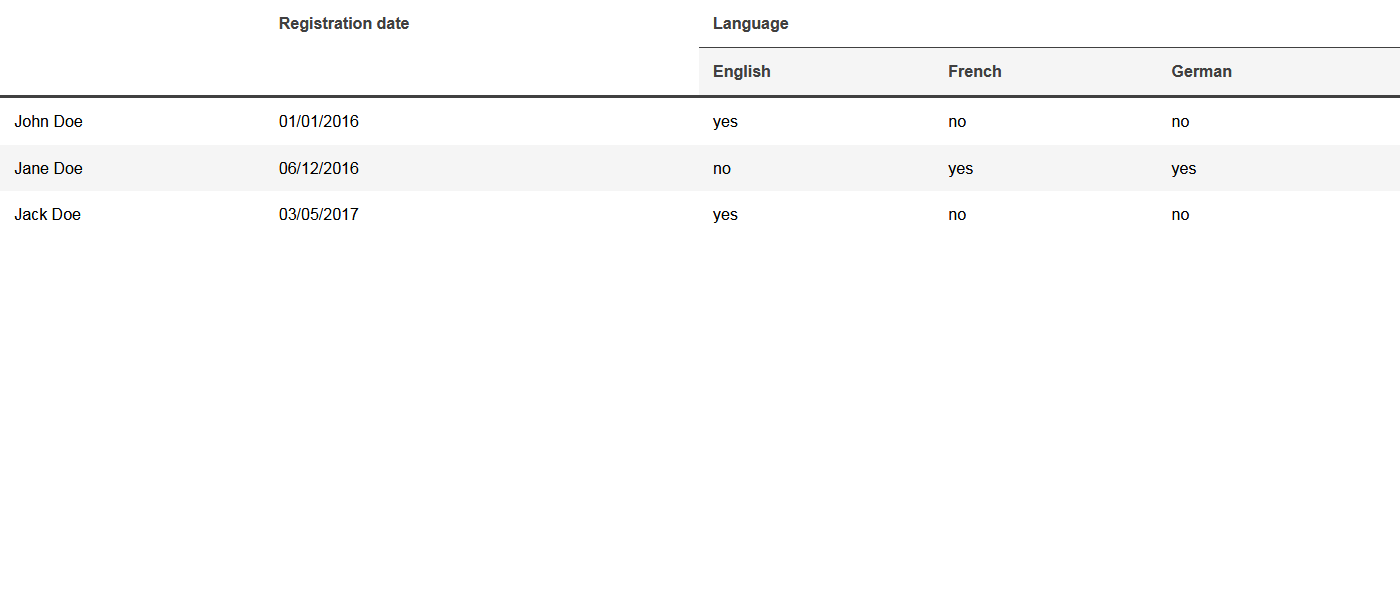 Registration date Language
English French German
John Doe 01/01/2016 yes no no
Jane Doe 06/12/2016 no yes yes
Jack Doe 03/05/2017 yes no no